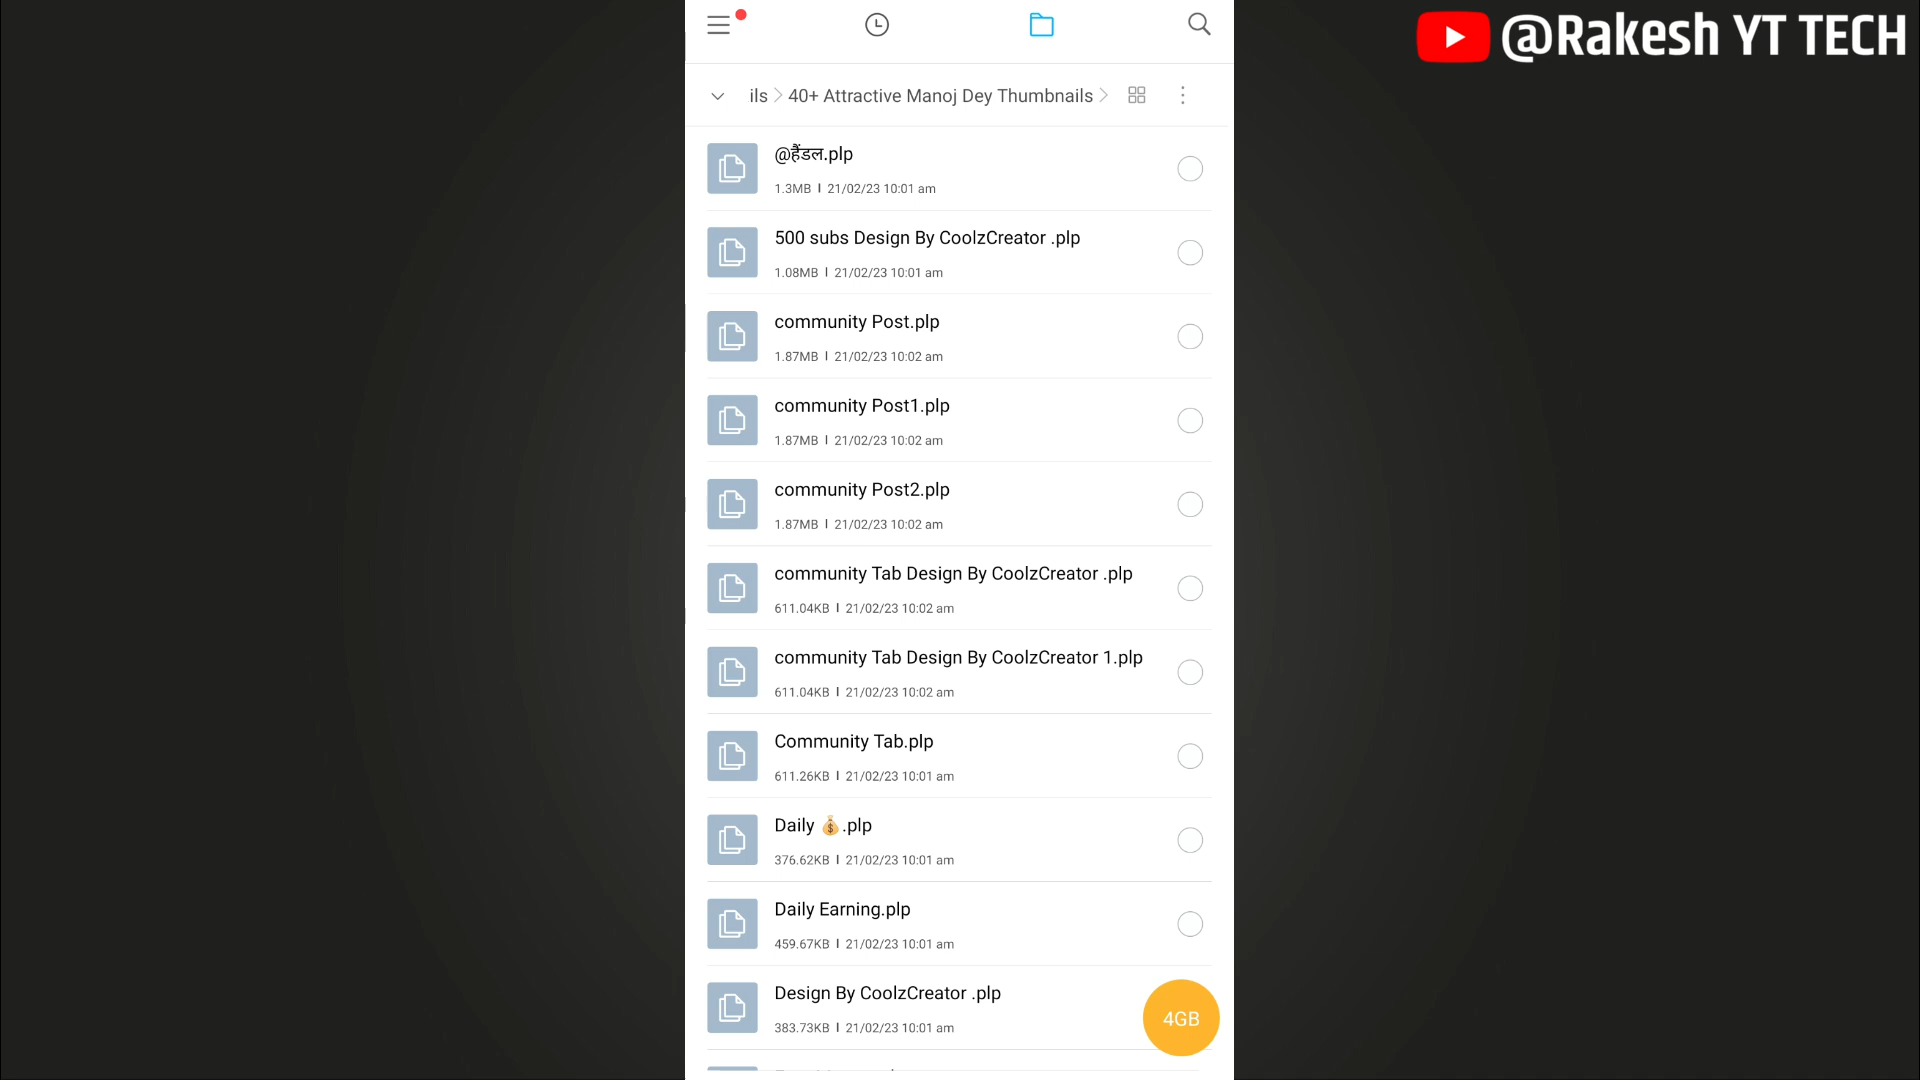 @Rakesh YT TECH
ils > 40+ Attractive Manoj Dey Thumbnails >
@हैंडल.plp
1.3MB | 21/02/23 10:01 am
500 subs Design By CoolzCreator .plp
1.08MB | 21/02/23 10:01 am
community Post.plp
1.87MB | 21/02/23 10:02 am
community Post1.plp
1.87MB | 21/02/23 10:02 am
community Post2.plp
1.87MB | 21/02/23 10:02 am
community Tab Design By CoolzCreator .plp
611.04KB | 21/02/23 10:02 am
community Tab Design By CoolzCreator 1.plp
611.04KB | 21/02/23 10:02 am
Community Tab.plp
611.26KB | 21/02/23 10:01 am
Daily 💰.plp
376.62KB | 21/02/23 10:01 am
Daily Earning.plp
459.67KB | 21/02/23 10:01 am
Design By CoolzCreator .plp
383.73KB | 21/02/23 10:01 am
4GB